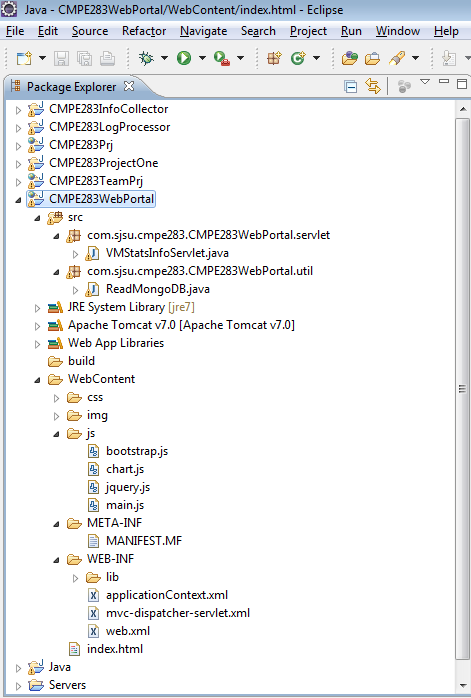 Java - CMPE283WebPortal/WebContent/index.html - Eclipse
File Edit Source Refactor Navigate Search Project Run Window Help
Package Explorer
CMPE283InfoCollector
CMPE283LogProcessor
CMPE283Prj
CMPE283ProjectOne
CMPE283TeamPrj
CMPE283WebPortal
src
com.sjsu.cmpe283.CMPE283WebPortal.servlet
VMStatsInfoServlet.java
com.sjsu.cmpe283.CMPE283WebPortal.util
ReadMongoDB.java
JRE System Library [jre7]
Apache Tomcat v7.0 [Apache Tomcat v7.0]
Web App Libraries
build
WebContent
css
img
js
bootstrap.js
chart.js
jquery.js
main.js
META-INF
MANIFEST.MF
WEB-INF
lib
applicationContext.xml
mvc-dispatcher-servlet.xml
web.xml
index.html
Java
Servers